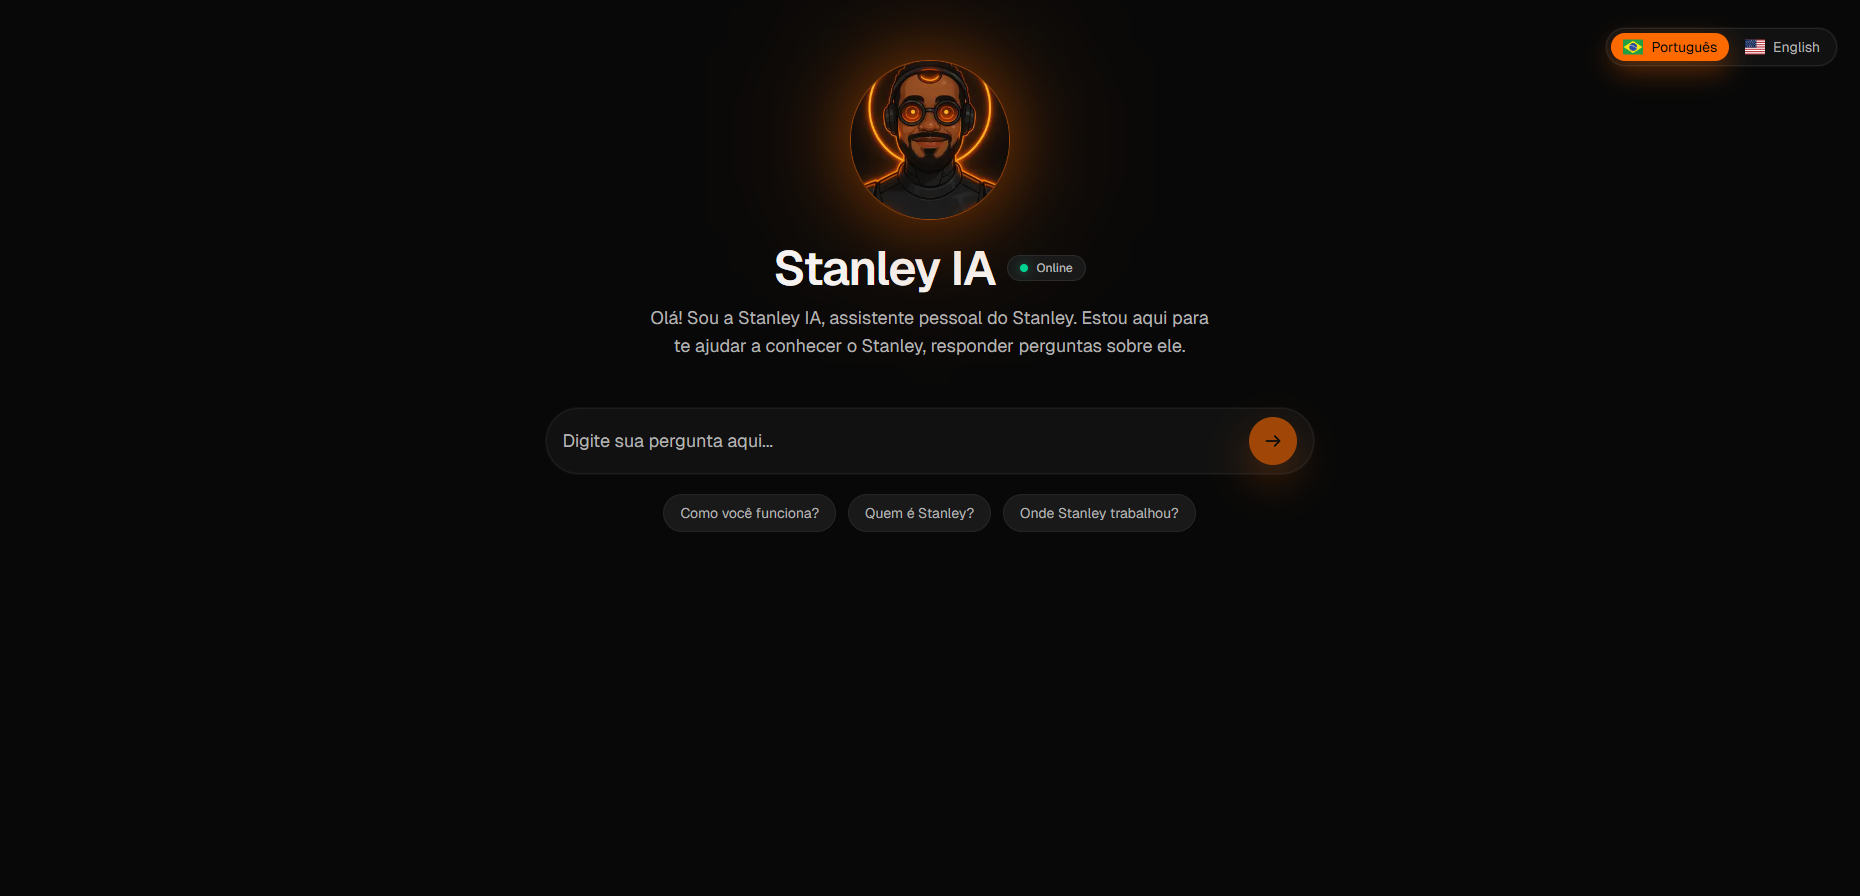 Português
English
Stanley IA
Online
Olá! Sou a Stanley IA, assistente pessoal do Stanley. Estou aqui para
te ajudar a conhecer o Stanley, responder perguntas sobre ele.
Digite sua pergunta aqui...
Como você funciona?
Quem é Stanley?
Onde Stanley trabalhou?